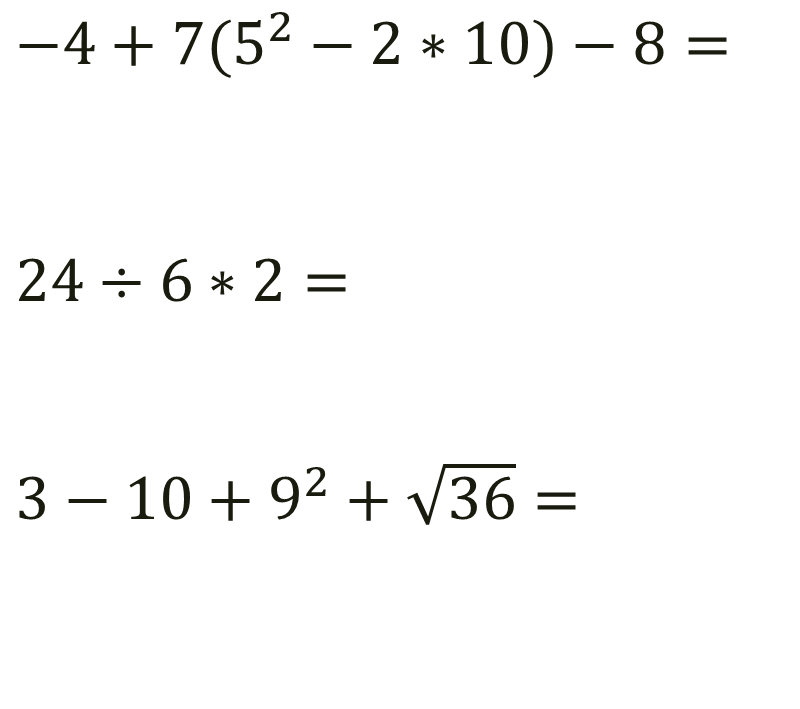 −4 + 7(5² − 2 ∗ 10) − 8 =
24 ÷ 6 ∗ 2 =
3 − 10 + 9² + √36 =